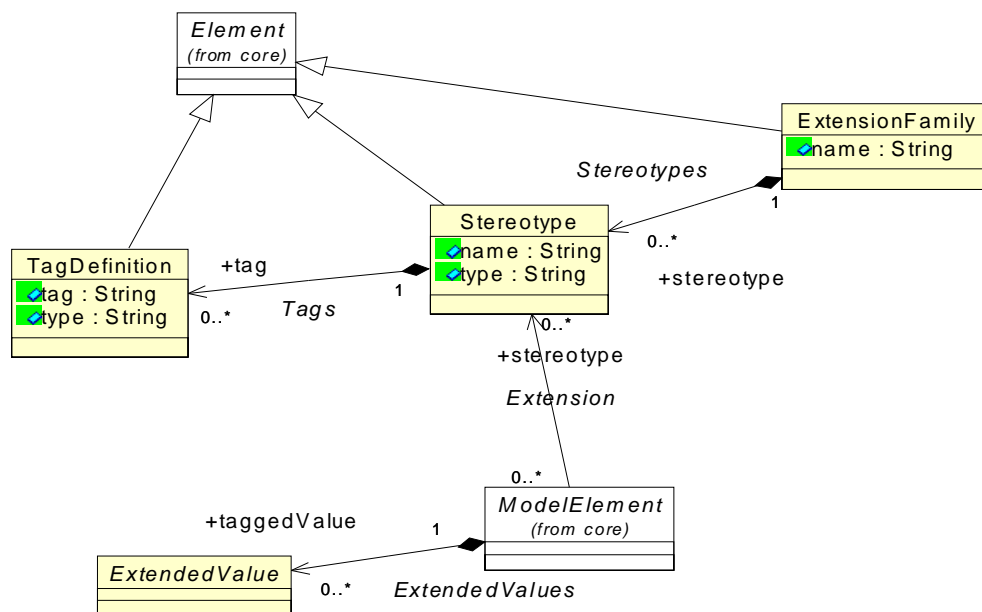 Element
(from core)
ExtensionFamily
name : String
Stereotypes
1
Stereotype
name : String
type : String
0..*
+stereotype
TagDefinition
tag : String
type : String
+tag
1
0..*
Tags
0..*
+stereotype
Extension
0..*
ModelElement
(from core)
+taggedValue
1
ExtendedValue
0..*
ExtendedValues